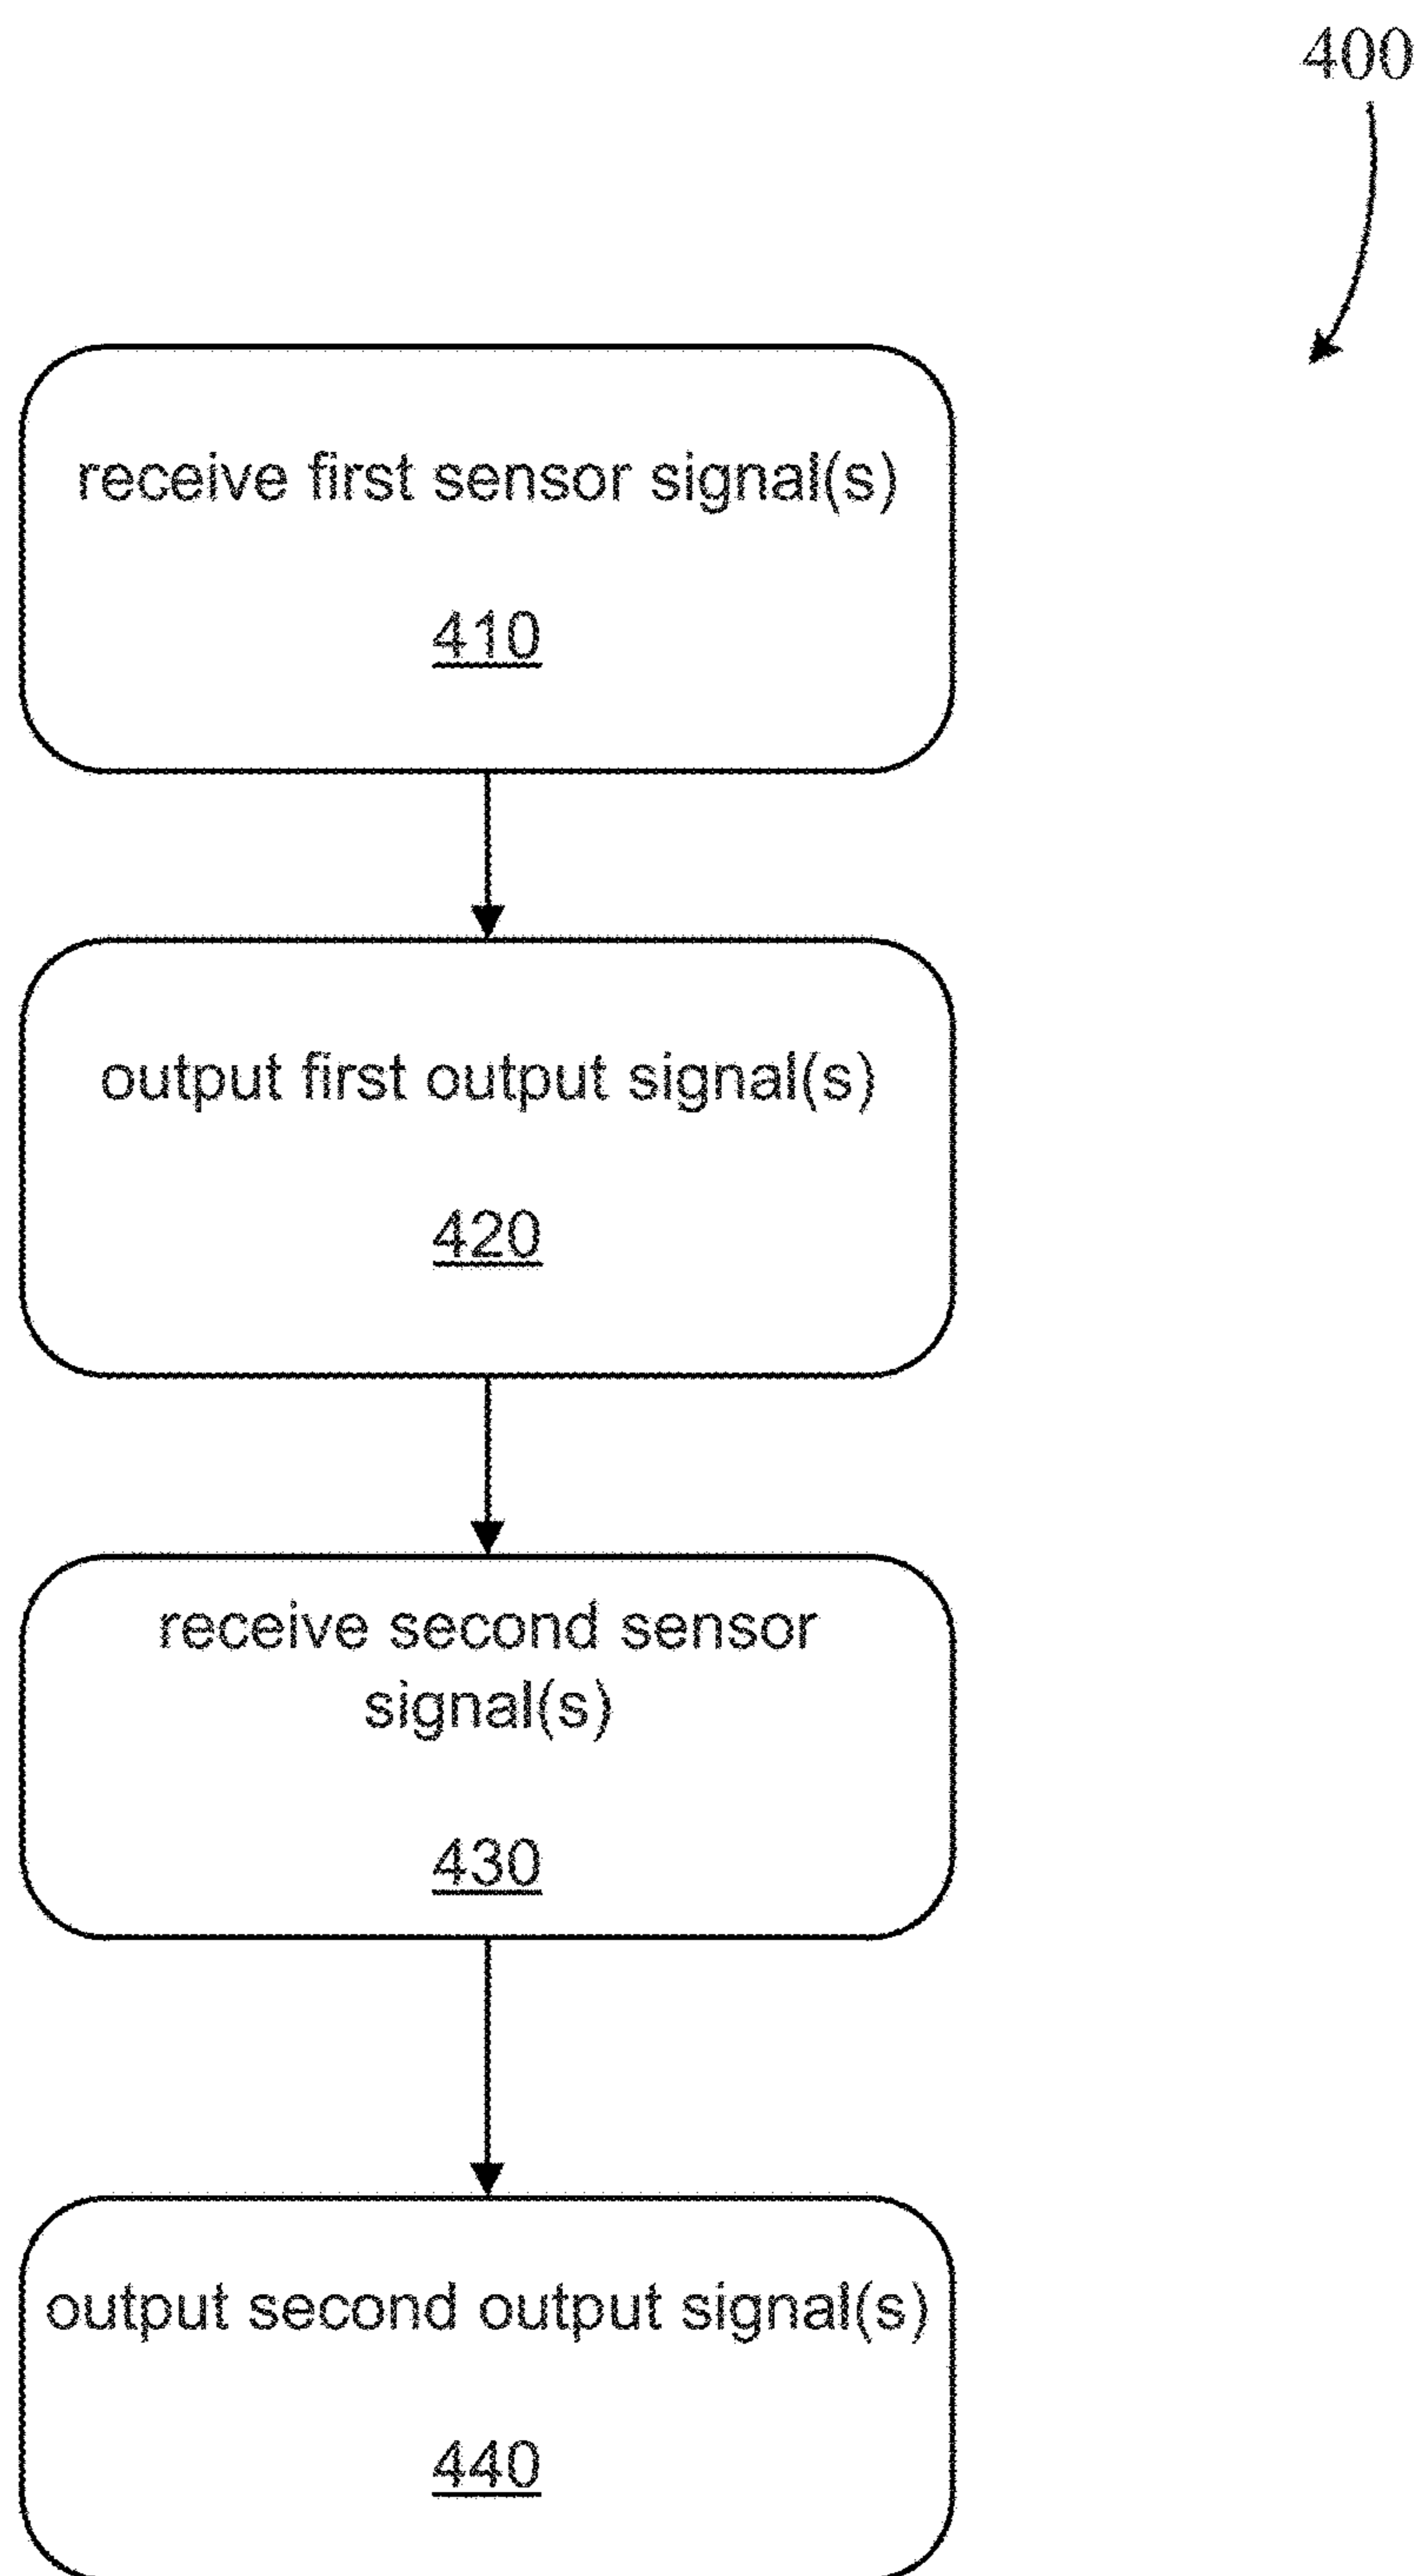 400
receive first sensor signal(s)
410
output first output signal(s)
420
receive second sensor
signal(s)
430
output second output signal(s)
440